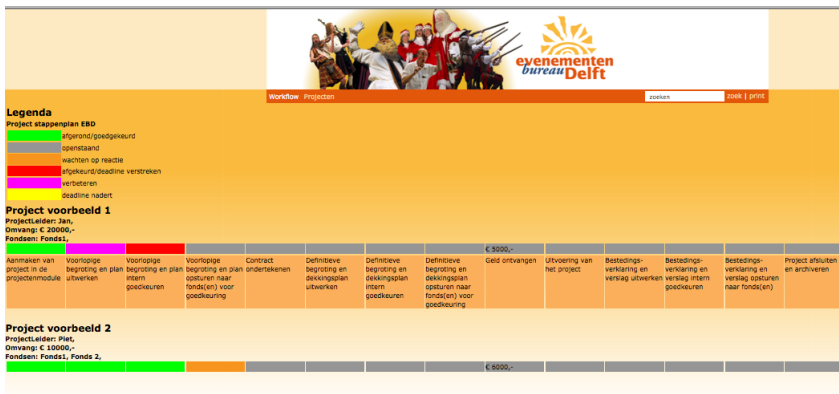 evenementen
bureau Delft
Workflow Projecten
zoeken
zoek | print
Legenda
Project stappenplan EBD
afgerond/goedgekeurd
openstaand
wachten op reactie
afgekeurd/deadline verstreken
verbeteren
deadline nadert
Project voorbeeld 1
ProjectLeider: Jan,
Omvang: € 20000,-
Fondsen: Fonds1,
€ 5000,-
Aanmaken van
project in de
projectenmodule
Voorlopige
begroting en plan
uitwerken
Voorlopige
begroting en plan
intern
goedkeuren
Voorlopige
begroting en plan
opsturen naar
fonds(en) voor
goedkeuring
Contract
ondertekenen
Definitieve
begroting en
dekkingsplan
uitwerken
Definitieve
begroting en
dekkingsplan
intern
goedkeuren
Definitieve
begroting en
dekkingsplan
opsturen naar
fonds(en) voor
goedkeuring
Geld ontvangen
Uitvoering van
het project
Bestedings-
verklaring en
verslag uitwerken
Bestedings-
verklaring en
verslag intern
goedkeuren
Bestedings-
verklaring en
verslag opsturen
naar fonds(en)
Project afsluiten
en archiveren
Project voorbeeld 2
ProjectLeider: Piet,
Omvang: € 10000,-
Fondsen: Fonds1, Fonds 2,
€ 6000,-